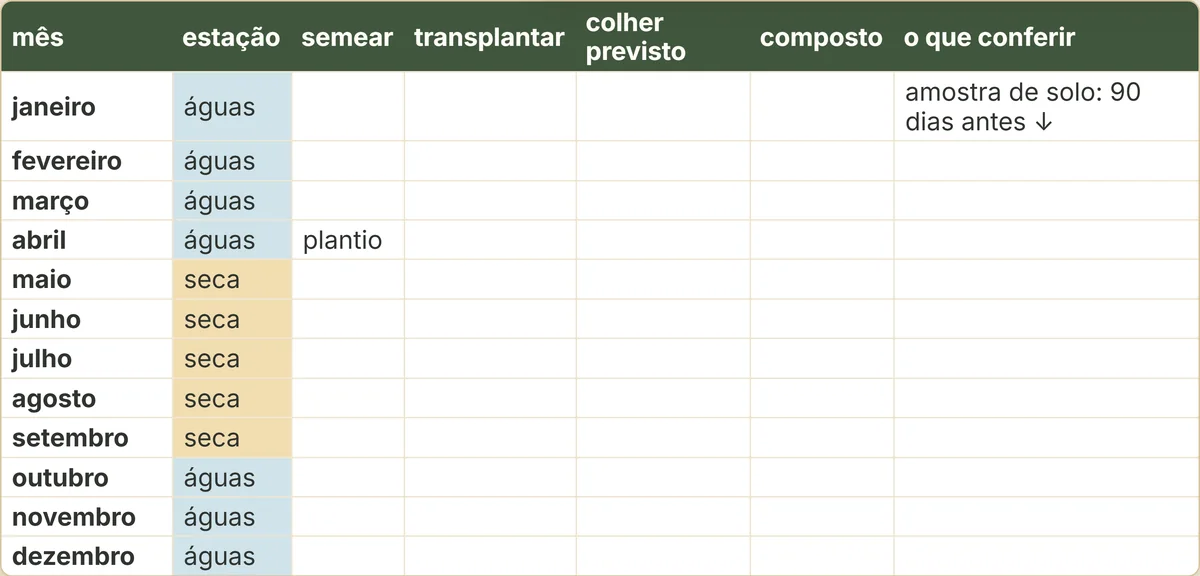 mês estação semear transplantar colher previsto composto o que conferir
janeiro águas amostra de solo: 90 dias antes ↓
fevereiro águas
março águas
abril águas plantio
maio seca
junho seca
julho seca
agosto seca
setembro seca
outubro águas
novembro águas
dezembro águas